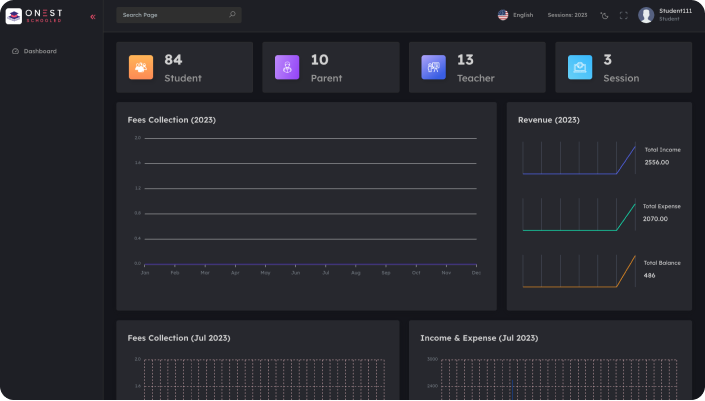 ONEST
SCHOOLED
«
Search Page
English
Sessions: 2023
Student111
Student
Dashboard
84
Student
10
Parent
13
Teacher
3
Session
Fees Collection (2023)
2.0
1.6
1.2
0.8
0.4
0.0
Jan Feb Mar Apr May Jun Jul Aug Sep Oct Nov Dec
Revenue (2023)
Total Income
2556.00
Total Expense
2070.00
Total Balance
486
Fees Collection (Jul 2023)
2.0
1.6
Income & Expense (Jul 2023)
3000
2400